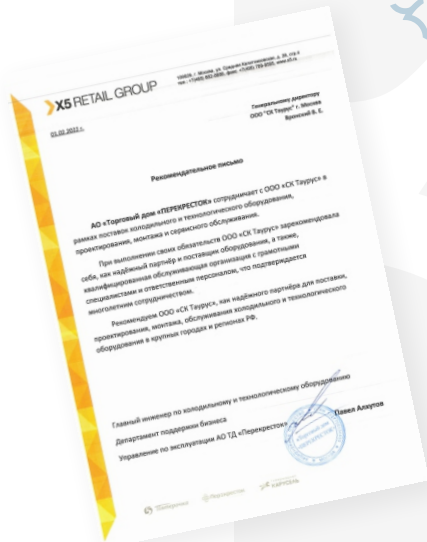 X5 RETAIL GROUP
01.02.2022 г.
Генеральному директору
ООО "СК Таурус" г. Москва
Вронский В. Е.
Рекомендательное письмо
АО «Торговый дом «ПЕРЕКРЕСТОК» сотрудничает с ООО «СК Таурус» в
рамках поставок холодильного и технологического оборудования,
проектирования, монтажа и сервисного обслуживания.
При выполнении своих обязательств ООО «СК Таурус» зарекомендовала
себя, как надёжный партнёр и поставщик оборудования, а также,
квалифицированная обслуживающая организация с грамотными
специалистами и ответственным персоналом, что подтверждается
многолетним сотрудничеством.
Рекомендуем ООО «СК Таурус», как надёжного партнёра для поставки,
проектирования, монтажа, обслуживания холодильного и технологического
оборудования в крупных городах и регионах РФ.
Главный инженер по холодильному и технологическому оборудованию
Департамент поддержки бизнеса
Управление по эксплуатации АО ТД «Перекресток»
Павел Алхутов
Перекрёсток